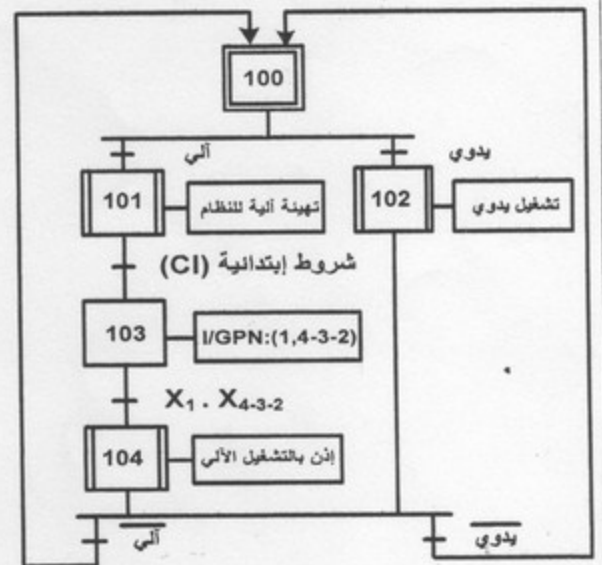 100
آلي
يدوي
101
تهيئة آلية للنظام
102
تشغيل يدوي
شروط إبتدائية (CI)
103
I/GPN:(1,4-3-2)
X₁ . X₄₋₃₋₂
104
إذن بالتشغيل الآلي
آلي
يدوي